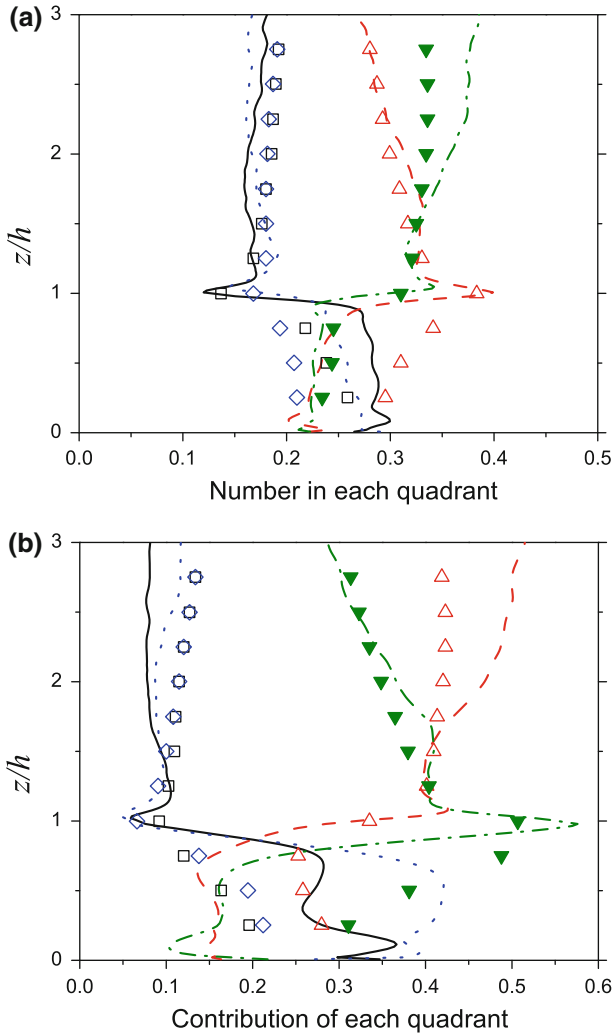 (a)
3
2
1
0
z/h
0.0 0.1 0.2 0.3 0.4 0.5
Number in each quadrant
(b)
3
2
1
0
z/h
0.0 0.1 0.2 0.3 0.4 0.5 0.6
Contribution of each quadrant